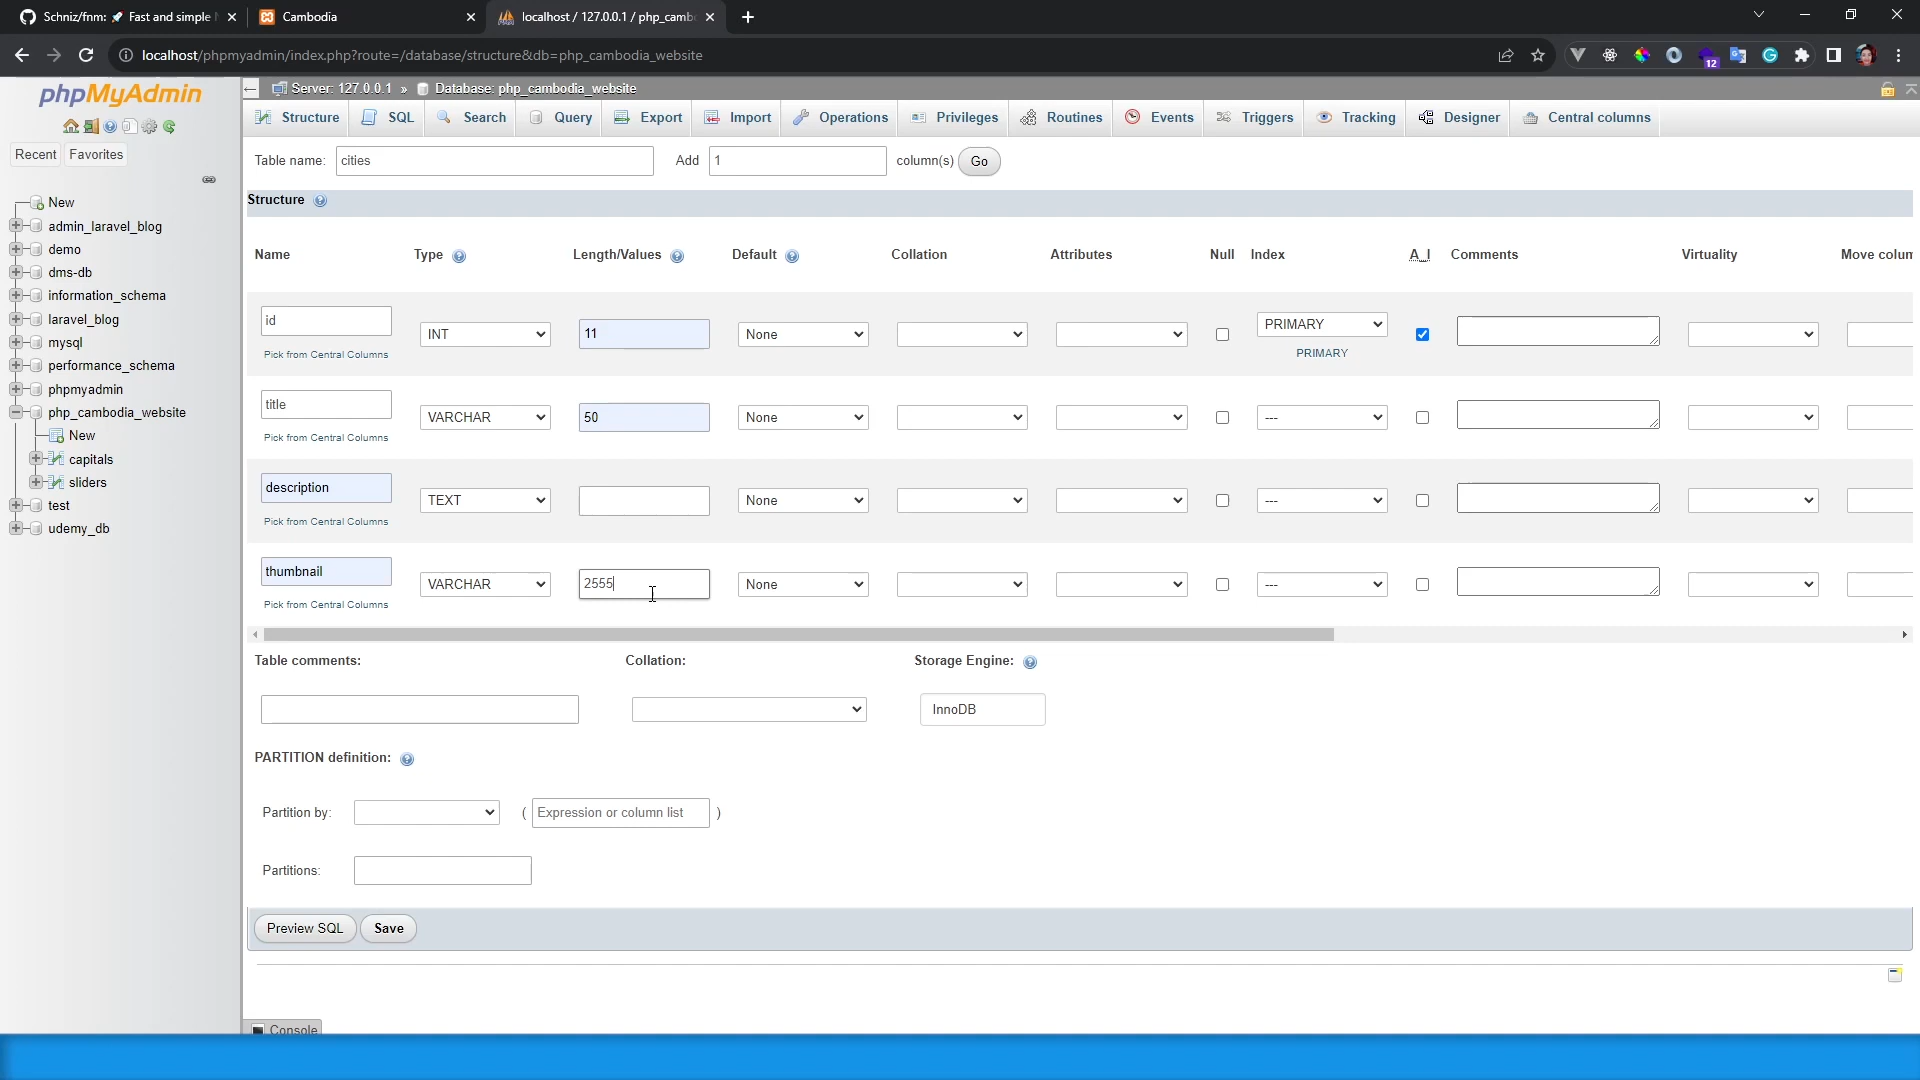 Schniz/fnm: 🚀 Fast and simple
Cambodia
localhost / 127.0.0.1 / php_camb
localhost/phpmyadmin/index.php?route=/database/structure&db=php_cambodia_website
12
phpMyAdmin
Server: 127.0.0.1 » Database: php_cambodia_website
Structure SQL Search Query Export Import Operations Privileges Routines Events Triggers Tracking Designer Central columns
Recent Favorites
Table name: cities Add 1 column(s) Go
New
admin_laravel_blog
demo
dms-db
information_schema
laravel_blog
mysql
performance_schema
phpmyadmin
php_cambodia_website
New
capitals
sliders
test
udemy_db
Structure
Name Type Length/Values Default Collation Attributes Null Index A_I Comments Virtuality Move colum
id INT 11 None PRIMARY
Pick from Central Columns PRIMARY
title VARCHAR 50 None ---
Pick from Central Columns
description TEXT None ---
Pick from Central Columns
thumbnail VARCHAR 2555 None ---
Pick from Central Columns
Table comments: Collation: Storage Engine:
InnoDB
PARTITION definition:
Partition by: ( Expression or column list )
Partitions:
Preview SQL Save
Console